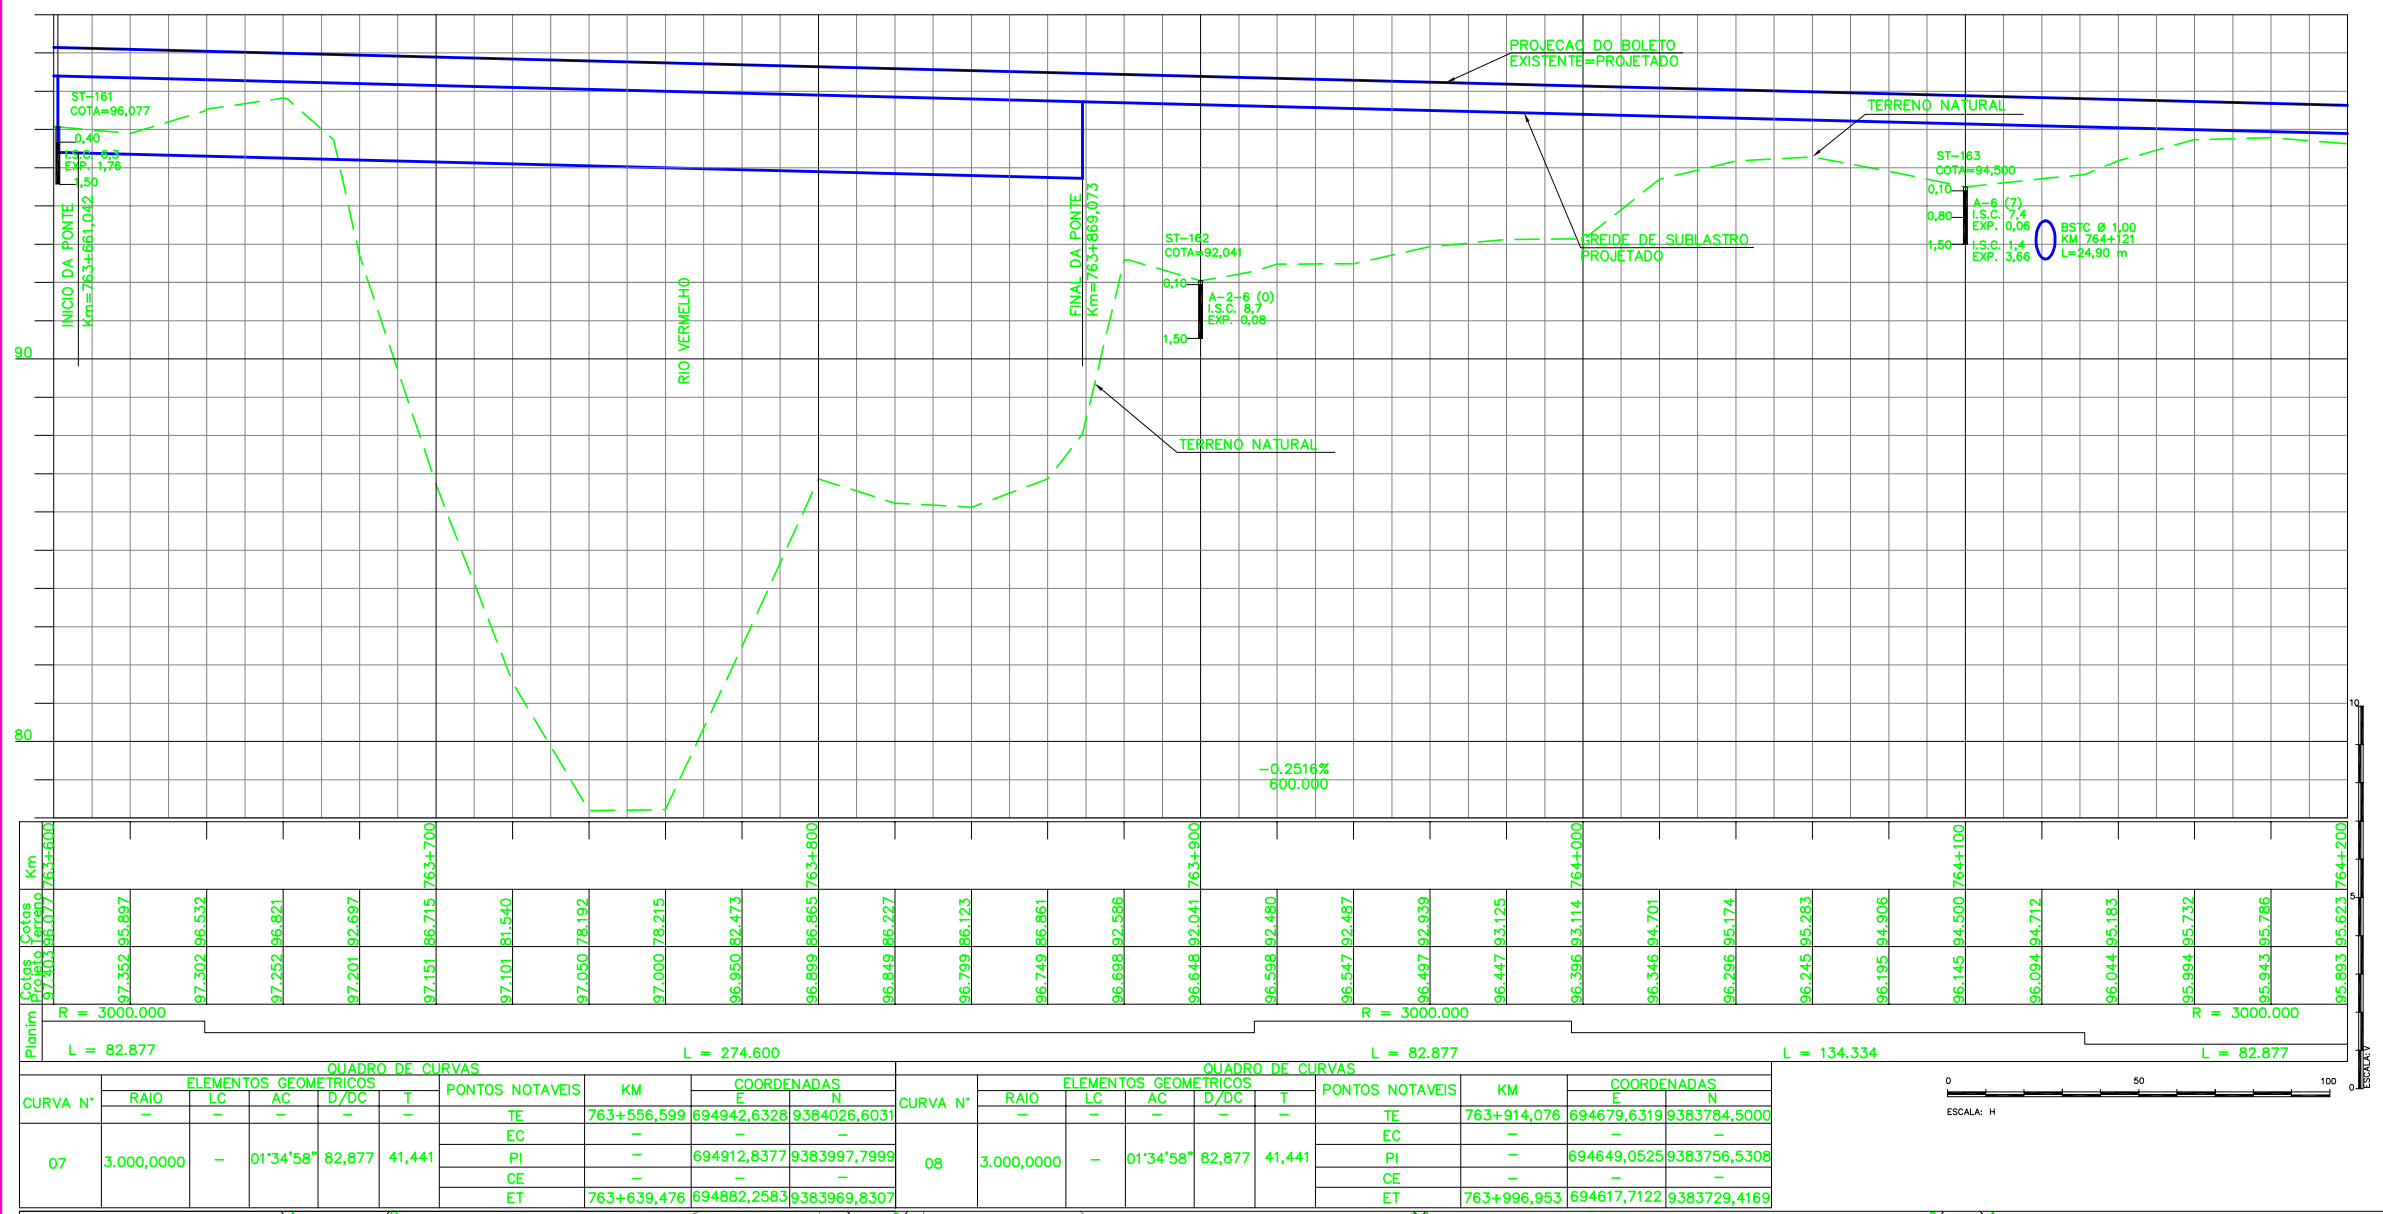 PROJECAO DO BOLETO
EXISTENTE=PROJETADO
TERRENO NATURAL
ST-161
COTA=96,077
0,40
I.S.C. 6,3
EXP. 1,76
1,50
INICIO DA PONTE
Km=763+661,042
RIO VERMELHO
FINAL DA PONTE
Km=763+869,073
ST-162
COTA=92,041
0,10
A-2-6 (0)
I.S.C. 8,7
EXP. 0,08
1,50
GREIDE DE SUBLASTRO
PROJETADO
ST-163
COTA=94,500
0,10
A-6 (7)
I.S.C. 7,4
EXP. 0,06
0,80
1,50
I.S.C. 1,4
EXP. 3,66
BSTC Ø 1,00
KM 764+121
L=24,90 m
90
TERRENO NATURAL
80
-0.2516%
600.000
10
5
0
ESCALA: V
Km
763+600 763+700 763+800 763+900 764+000 764+100 764+200
Cotas Terreno
96.077 95.897 96.532 96.821 92.697 86.715 81.540 78.192 78.215 82.473 86.865 86.227 86.123 86.861 92.586 92.041 92.480 92.487 92.939 93.125 93.114 94.701 95.174 95.283 94.906 94.500 94.712 95.183 95.732 95.786 95.623
Cotas Projeto
97.403 97.352 97.302 97.252 97.201 97.151 97.101 97.050 97.000 96.950 96.899 96.849 96.799 96.749 96.698 96.648 96.598 96.547 96.497 96.447 96.396 96.346 96.296 96.245 96.195 96.145 96.094 96.044 95.994 95.943 95.893
Planim
R = 3000.000 R = 3000.000 R = 3000.000
L = 82.877 L = 274.600 L = 82.877 L = 134.334 L = 82.877
QUADRO DE CURVAS
CURVA N° ELEMENTOS GEOMETRICOS PONTOS NOTAVEIS KM COORDENADAS
RAIO LC AC D/DC T E N
- - - - - TE 763+556,599 694942,6328 9384026,6031
EC - - -
07 3.000,0000 - 01°34'58" 82,877 41,441 PI - 694912,8377 9383997,7999
CE - - -
ET 763+639,476 694882,2583 9383969,8307
QUADRO DE CURVAS
CURVA N° ELEMENTOS GEOMETRICOS PONTOS NOTAVEIS KM COORDENADAS
RAIO LC AC D/DC T E N
- - - - - TE 763+914,076 694679,6319 9383784,5000
EC - - -
08 3.000,0000 - 01°34'58" 82,877 41,441 PI - 694649,0525 9383756,5308
CE - - -
ET 763+996,953 694617,7122 9383729,4169
0 50 100
ESCALA: H